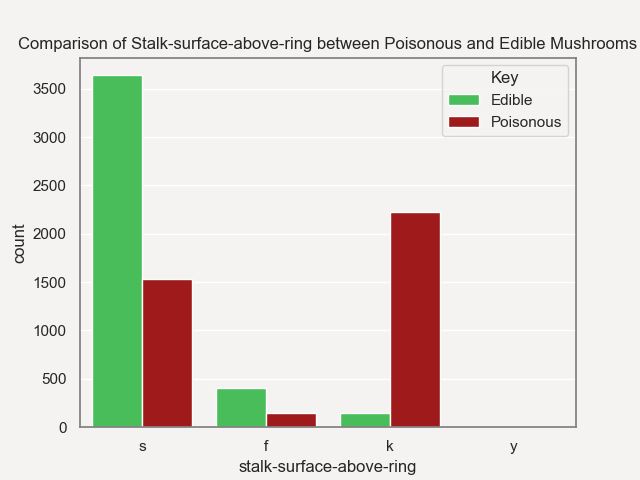 Comparison of Stalk-surface-above-ring between Poisonous and Edible Mushrooms
Key
Edible
Poisonous
3500
3000
2500
2000
1500
1000
500
0
count
s f k y
stalk-surface-above-ring